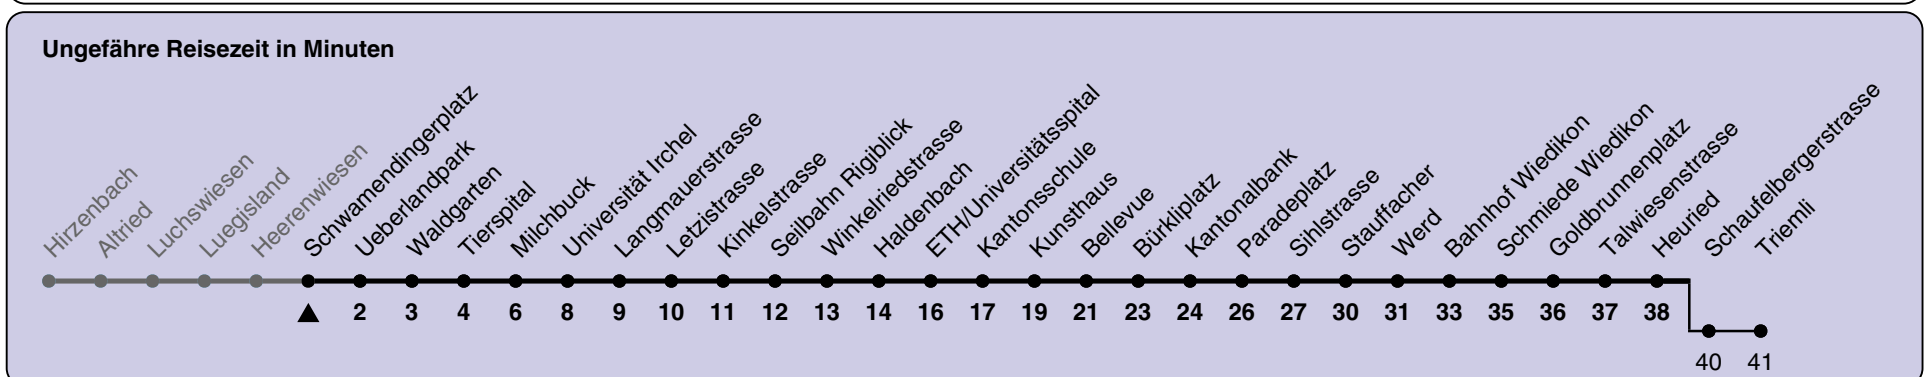 Ungefähre Reisezeit in Minuten
Hirzenbach
Altried
Luchswiesen
Luegisland
Heerenwiesen
Schwamendingerplatz
Ueberlandpark
Waldgarten
Tierspital
Milchbuck
Universität Irchel
Langmauerstrasse
Letzistrasse
Kinkelstrasse
Seilbahn Rigiblick
Winkelriedstrasse
Haldenbach
ETH/Universitätsspital
Kantonsschule
Kunsthaus
Bellevue
Bürkliplatz
Kantonalbank
Paradeplatz
Sihlstrasse
Stauffacher
Werd
Bahnhof Wiedikon
Schmiede Wiedikon
Goldbrunnenplatz
Talwiesenstrasse
Heuried
Schaufelbergerstrasse
Triemli
2 3 4 6 8 9 10 11 12 13 14 16 17 19 21 23 24 26 27 30 31 33 35 36 37 38
40 41